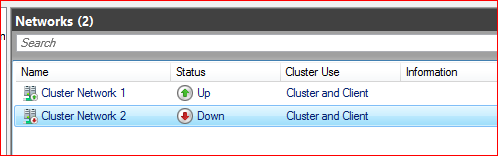 Networks (2)
Search
Name Status Cluster Use Information
Cluster Network 1 Up Cluster and Client
Cluster Network 2 Down Cluster and Client